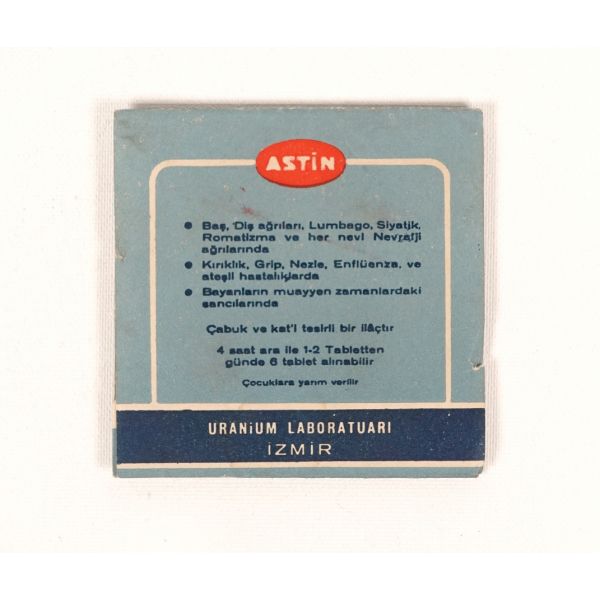 ASTİN
• Baş, Diş ağrıları, Lumbago, Siyatik,
Romatizma ve her nevi Nevralji
ağrılarında
• Kırıklık, Grip, Nezle, Enflüenza, ve
ateşli hastalıklarda
• Bayanların muayyen zamanlardaki
sancılarında
Çabuk ve kat'i tesirli bir ilâçtır
4 saat ara ile 1-2 Tabletten
günde 6 tablet alınabilir
Çocuklara yarım verilir
URANİUM LABORATUARI
İZMİR